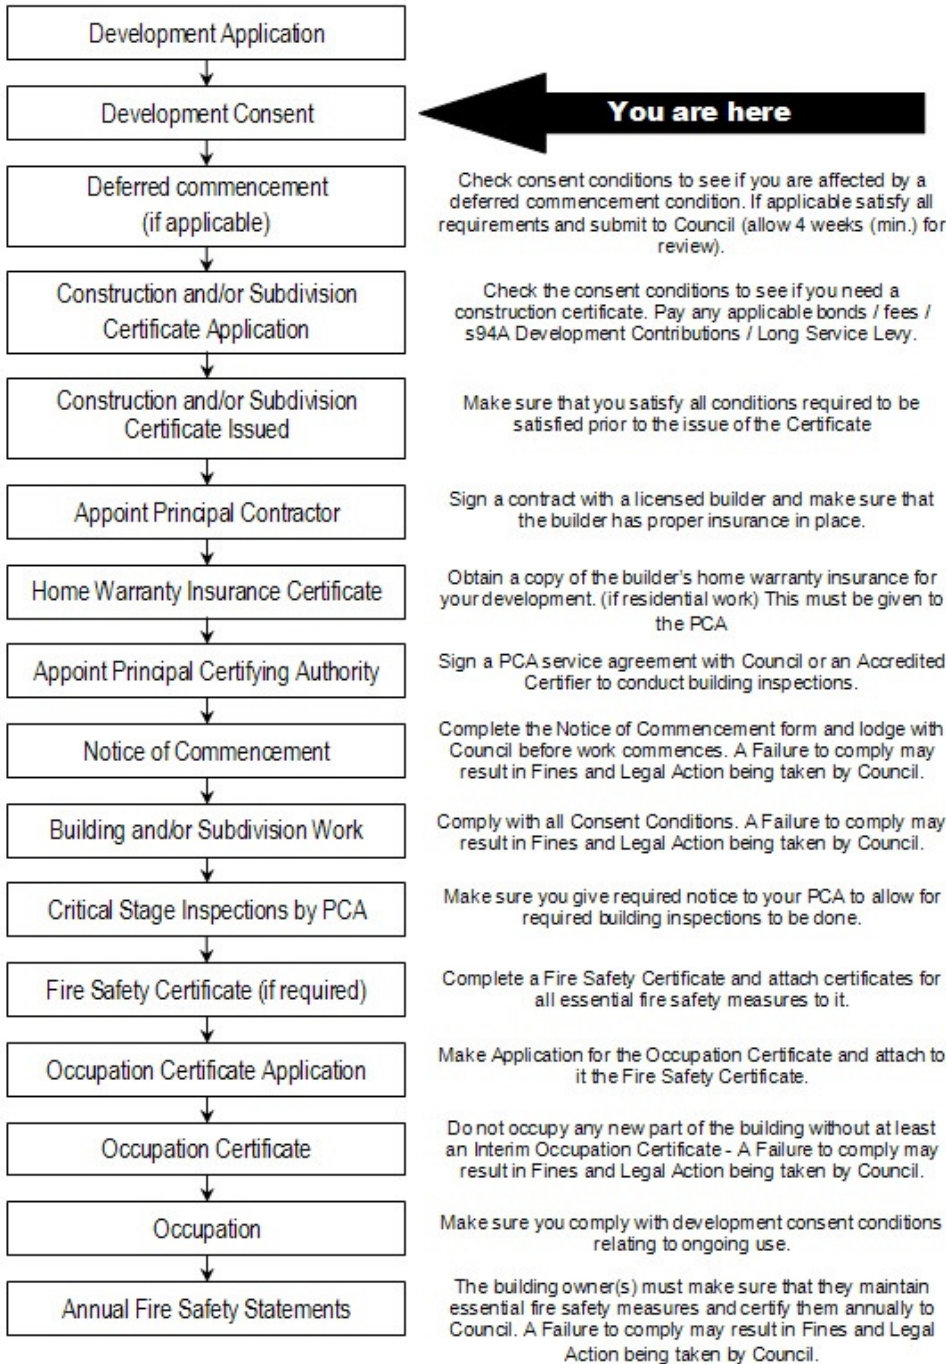 Development Application
Development Consent
You are here
Deferred commencement
(if applicable)
Check consent conditions to see if you are affected by a
deferred commencement condition. If applicable satisfy all
requirements and submit to Council (allow 4 weeks (min.) for
review).
Construction and/or Subdivision
Certificate Application
Check the consent conditions to see if you need a
construction certificate. Pay any applicable bonds / fees /
s94A Development Contributions / Long Service Levy.
Construction and/or Subdivision
Certificate Issued
Make sure that you satisfy all conditions required to be
satisfied prior to the issue of the Certificate
Appoint Principal Contractor
Sign a contract with a licensed builder and make sure that
the builder has proper insurance in place.
Home Warranty Insurance Certificate
Obtain a copy of the builder's home warranty insurance for
your development. (if residential work) This must be given to
the PCA
Appoint Principal Certifying Authority
Sign a PCA service agreement with Council or an Accredited
Certifier to conduct building inspections.
Notice of Commencement
Complete the Notice of Commencement form and lodge with
Council before work commences. A Failure to comply may
result in Fines and Legal Action being taken by Council.
Building and/or Subdivision Work
Comply with all Consent Conditions. A Failure to comply may
result in Fines and Legal Action being taken by Council.
Critical Stage Inspections by PCA
Make sure you give required notice to your PCA to allow for
required building inspections to be done.
Fire Safety Certificate (if required)
Complete a Fire Safety Certificate and attach certificates for
all essential fire safety measures to it.
Occupation Certificate Application
Make Application for the Occupation Certificate and attach to
it the Fire Safety Certificate.
Occupation Certificate
Do not occupy any new part of the building without at least
an Interim Occupation Certificate - A Failure to comply may
result in Fines and Legal Action being taken by Council.
Occupation
Make sure you comply with development consent conditions
relating to ongoing use.
Annual Fire Safety Statements
The building owner(s) must make sure that they maintain
essential fire safety measures and certify them annually to
Council. A Failure to comply may result in Fines and Legal
Action being taken by Council.